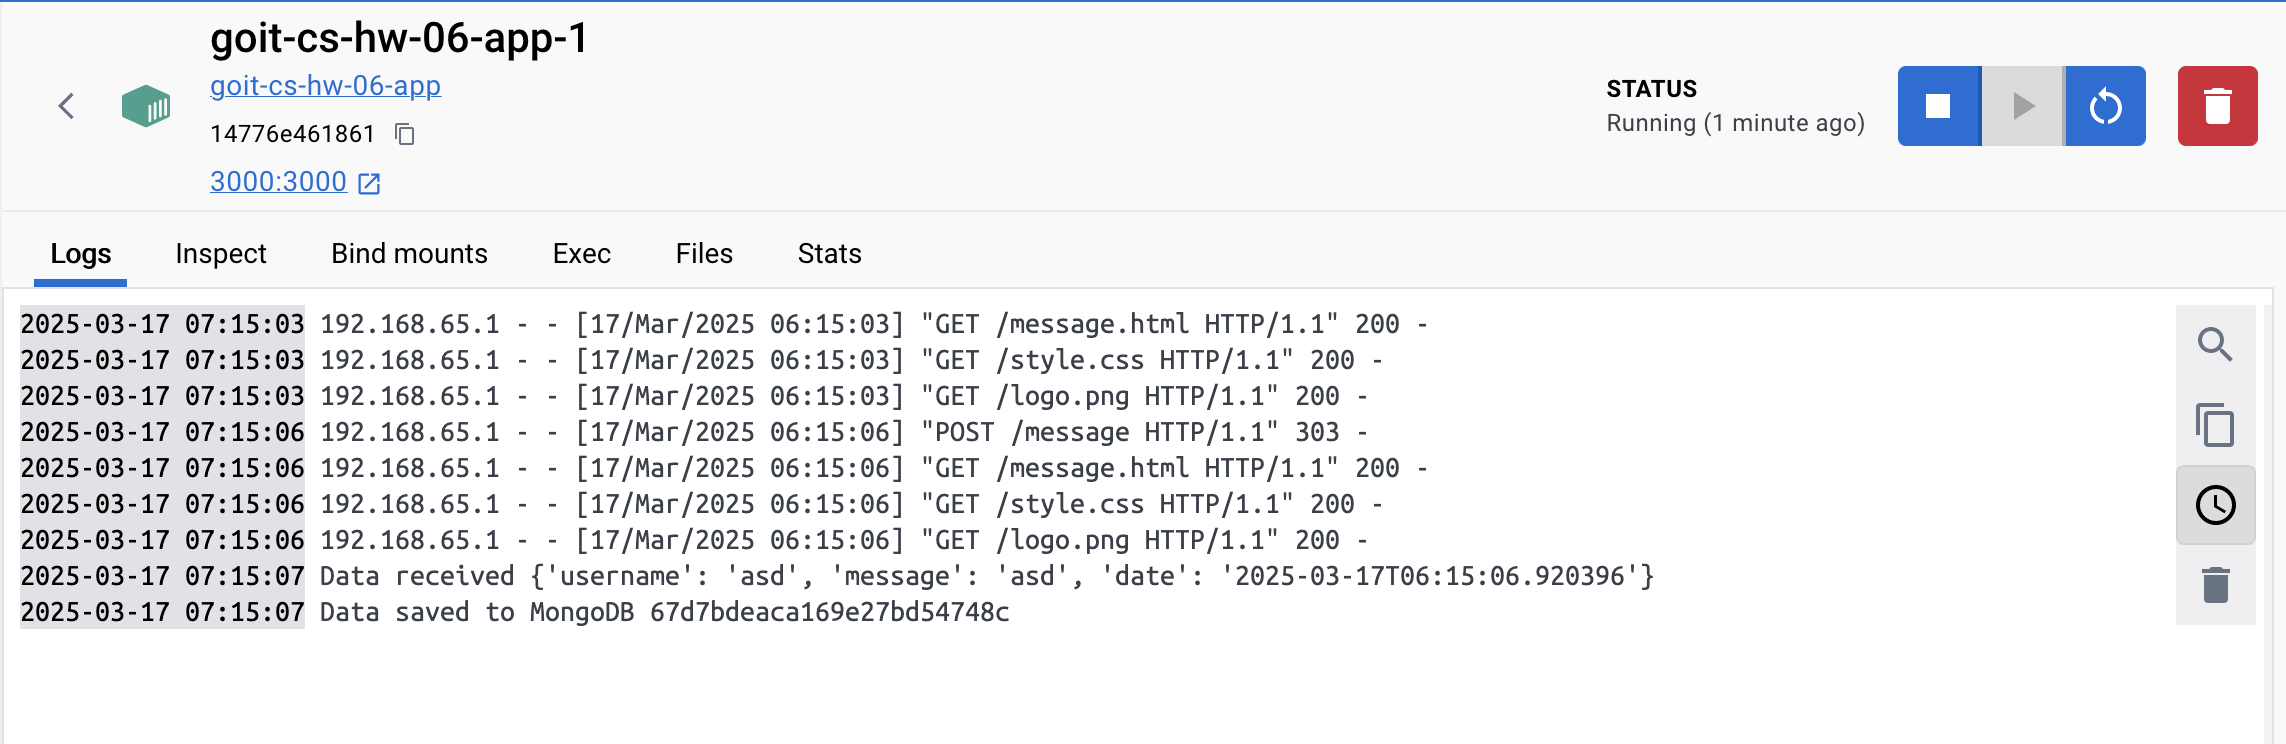 goit-cs-hw-06-app-1
goit-cs-hw-06-app
14776e461861
3000:3000
STATUS
Running (1 minute ago)
Logs Inspect Bind mounts Exec Files Stats
2025-03-17 07:15:03 192.168.65.1 - - [17/Mar/2025 06:15:03] "GET /message.html HTTP/1.1" 200 -
2025-03-17 07:15:03 192.168.65.1 - - [17/Mar/2025 06:15:03] "GET /style.css HTTP/1.1" 200 -
2025-03-17 07:15:03 192.168.65.1 - - [17/Mar/2025 06:15:03] "GET /logo.png HTTP/1.1" 200 -
2025-03-17 07:15:06 192.168.65.1 - - [17/Mar/2025 06:15:06] "POST /message HTTP/1.1" 303 -
2025-03-17 07:15:06 192.168.65.1 - - [17/Mar/2025 06:15:06] "GET /message.html HTTP/1.1" 200 -
2025-03-17 07:15:06 192.168.65.1 - - [17/Mar/2025 06:15:06] "GET /style.css HTTP/1.1" 200 -
2025-03-17 07:15:06 192.168.65.1 - - [17/Mar/2025 06:15:06] "GET /logo.png HTTP/1.1" 200 -
2025-03-17 07:15:07 Data received {'username': 'asd', 'message': 'asd', 'date': '2025-03-17T06:15:06.920396'}
2025-03-17 07:15:07 Data saved to MongoDB 67d7bdeaca169e27bd54748c